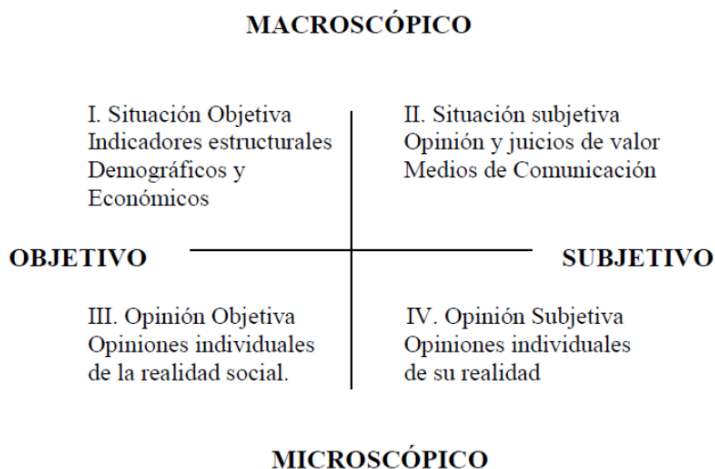 MACROSCÓPICO
I. Situación Objetiva
Indicadores estructurales
Demográficos y
Económicos
II. Situación subjetiva
Opinión y juicios de valor
Medios de Comunicación
OBJETIVO
SUBJETIVO
III. Opinión Objetiva
Opiniones individuales
de la realidad social.
IV. Opinión Subjetiva
Opiniones individuales
de su realidad
MICROSCÓPICO